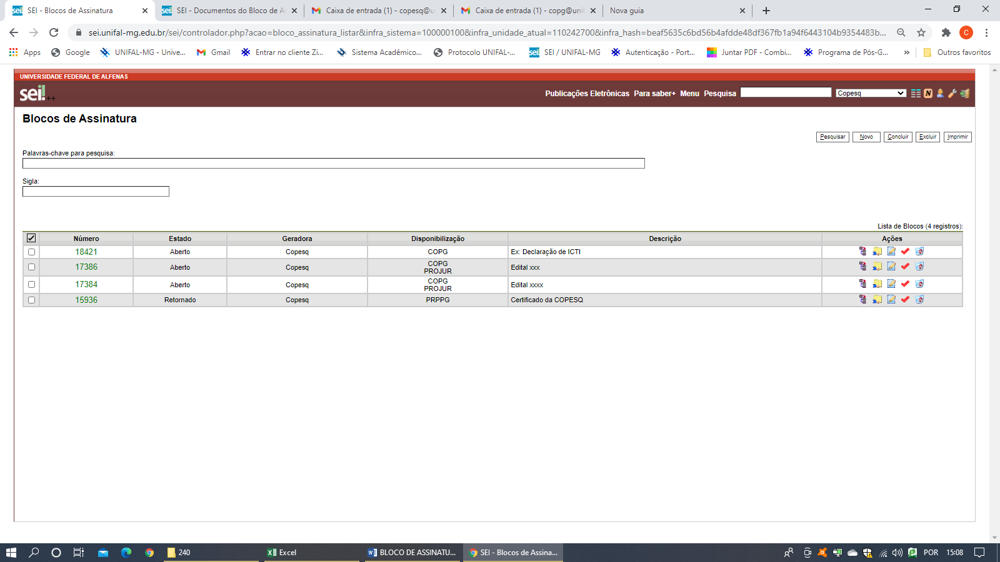 SEI - Blocos de Assinatura
SEI - Documentos do Bloco de As
Caixa de entrada (1) - copesq@u
Caixa de entrada (1) - copg@unif
Nova guia
sei.unifal-mg.edu.br/sei/controlador.php?acao=bloco_assinatura_listar&infra_sistema=100000100&infra_unidade_atual=110242700&infra_hash=beaf5635c6bd56b4afdde48df367fb1a94f6443104b9354483b...
C
Apps
Google
UNIFAL-MG - Unive...
Gmail
Entrar no cliente Zi...
Sistema Acadêmico...
Protocolo UNIFAL-...
SEI / UNIFAL-MG
Autenticação - Port...
Juntar PDF - Combi...
Programa de Pós-G...
»
Outros favoritos
UNIVERSIDADE FEDERAL DE ALFENAS
sei! ++
Publicações Eletrônicas Para saber+ Menu Pesquisa
Copesq
N
Blocos de Assinatura
Pesquisar Novo Concluir Excluir Imprimir
Palavras-chave para pesquisa:
Sigla:
Lista de Blocos (4 registros):
Número Estado Geradora Disponibilização Descrição Ações
18421 Aberto Copesq COPG Ex: Declaração de ICTI
17386 Aberto Copesq COPG PROJUR Edital xxx
17384 Aberto Copesq COPG PROJUR Edital xxxx
15936 Retornado Copesq PRPPG Certificado da COPESQ
240
Excel
BLOCO DE ASSINATU...
SEI - Blocos de Assina...
POR
15:08